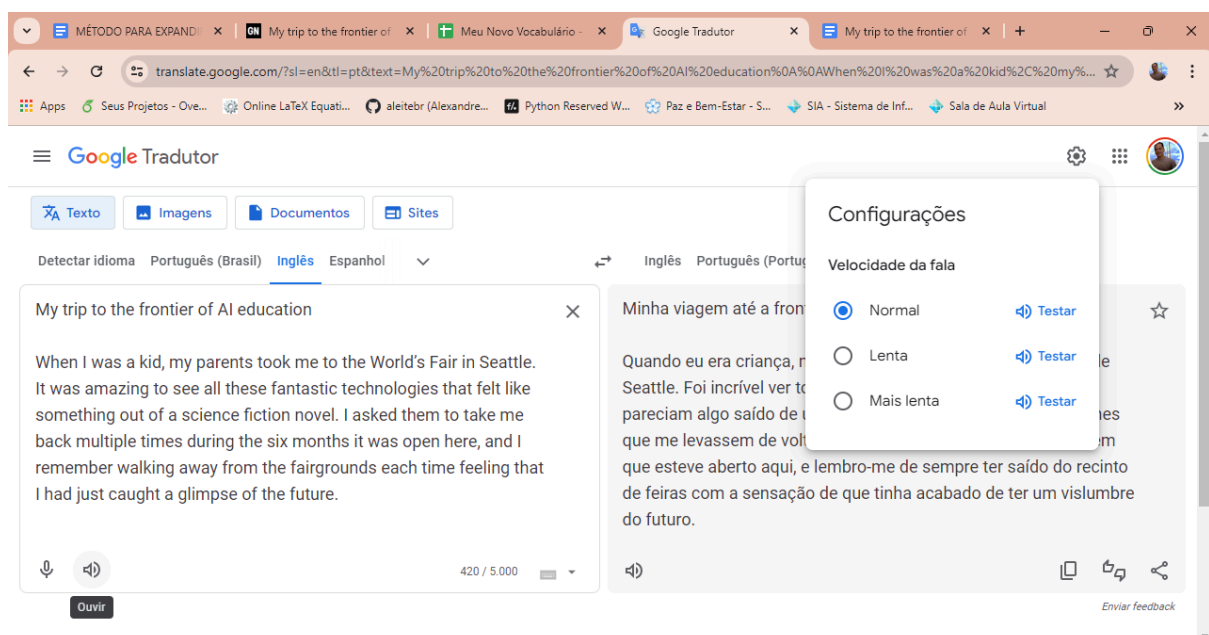 MÉTODO PARA EXPANDI
My trip to the frontier of
Meu Novo Vocabulário -
Google Tradutor
My trip to the frontier of
translate.google.com/?sl=en&tl=pt&text=My%20trip%20to%20the%20frontier%20of%20AI%20education%0A%0AWhen%20I%20was%20a%20kid%2C%20my%...
Apps
Seus Projetos - Ove...
Online LaTeX Equati...
aleitebr (Alexandre...
Python Reserved W...
Paz e Bem-Estar - S...
SIA - Sistema de Inf...
Sala de Aula Virtual
»
Google Tradutor
Texto
Imagens
Documentos
Sites
Detectar idioma
Português (Brasil)
Inglês
Espanhol
Inglês
Português (Portug
My trip to the frontier of AI education
When I was a kid, my parents took me to the World's Fair in Seattle.
It was amazing to see all these fantastic technologies that felt like
something out of a science fiction novel. I asked them to take me
back multiple times during the six months it was open here, and I
remember walking away from the fairgrounds each time feeling that
I had just caught a glimpse of the future.
420 / 5.000
Ouvir
Minha viagem até a fron
Quando eu era criança, m
e
Seattle. Foi incrível ver to
pareciam algo saído de u
nes
que me levassem de volt
em
que esteve aberto aqui, e lembro-me de sempre ter saído do recinto
de feiras com a sensação de que tinha acabado de ter um vislumbre
do futuro.
Enviar feedback
Configurações
Velocidade da fala
Normal
Testar
Lenta
Testar
Mais lenta
Testar